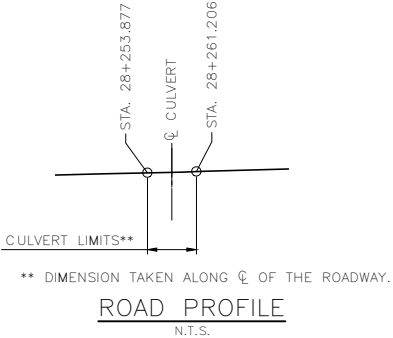 STA. 28+253.877
℄ CULVERT
STA. 28+261.206
CULVERT LIMITS**
** DIMENSION TAKEN ALONG ℄ OF THE ROADWAY.
ROAD PROFILE
N.T.S.